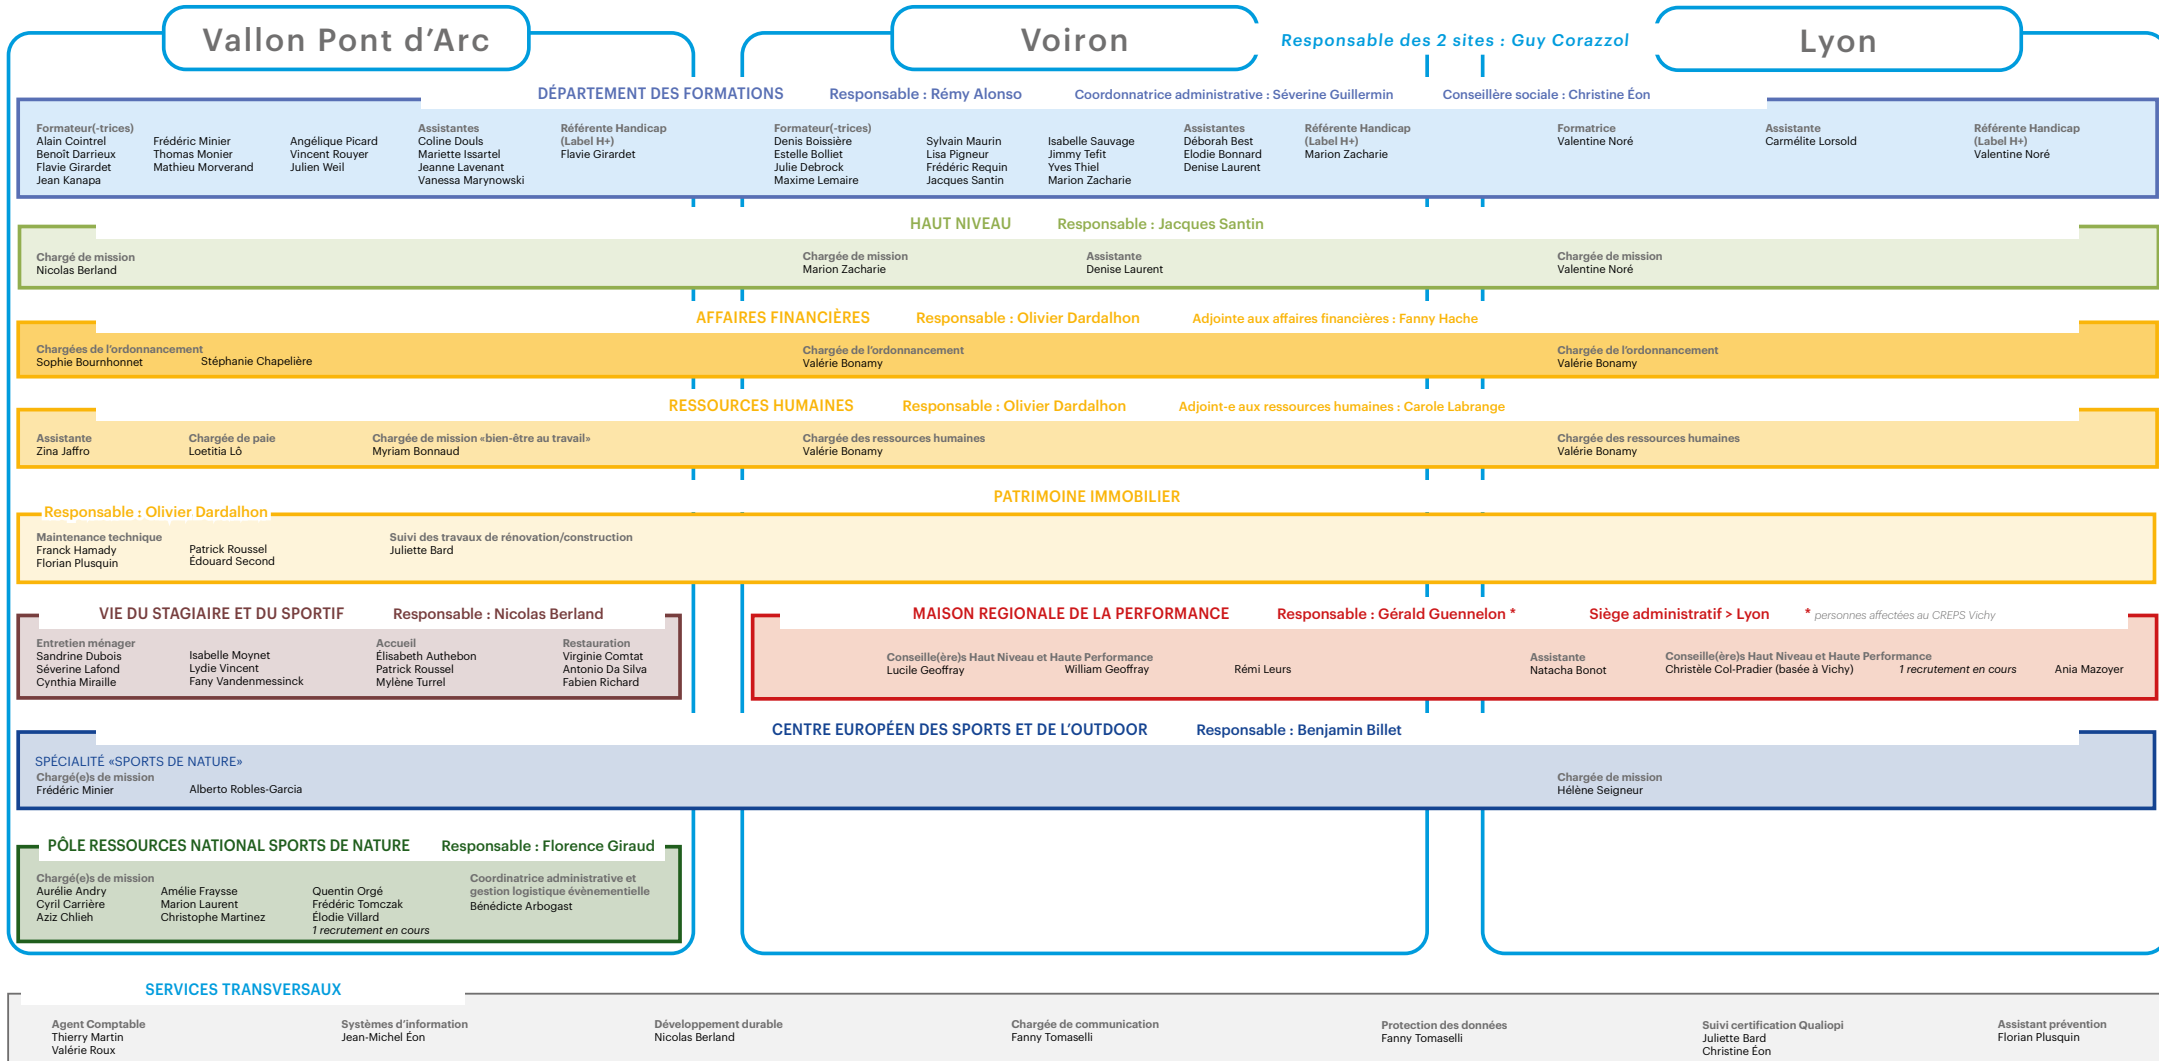 Vallon Pont d'Arc
Voiron
Responsable des 2 sites : Guy Corazzol
Lyon
DÉPARTEMENT DES FORMATIONS Responsable : Rémy Alonso Coordonnatrice administrative : Séverine Guillermin Conseillère sociale : Christine Éon
Formateur(-trices)
Alain Cointrel
Benoît Darrieux
Flavie Girardet
Jean Kanapa
Frédéric Minier
Thomas Monier
Mathieu Morverand
Angélique Picard
Vincent Rouyer
Julien Weil
Assistantes
Coline Douls
Mariette Issartel
Jeanne Lavenant
Vanessa Marynowski
Référente Handicap
(Label H+)
Flavie Girardet
Formateur(-trices)
Denis Boissière
Estelle Bolliet
Julie Debrock
Maxime Lemaire
Sylvain Maurin
Lisa Pigneur
Frédéric Requin
Jacques Santin
Isabelle Sauvage
Jimmy Tefit
Yves Thiel
Marion Zacharie
Assistantes
Déborah Best
Elodie Bonnard
Denise Laurent
Référente Handicap
(Label H+)
Marion Zacharie
Formatrice
Valentine Noré
Assistante
Carmélite Lorsold
Référente Handicap
(Label H+)
Valentine Noré
HAUT NIVEAU Responsable : Jacques Santin
Chargé de mission
Nicolas Berland
Chargée de mission
Marion Zacharie
Assistante
Denise Laurent
Chargée de mission
Valentine Noré
AFFAIRES FINANCIÈRES Responsable : Olivier Dardalhon Adjointe aux affaires financières : Fanny Hache
Chargées de l'ordonnancement
Sophie Bournhonnet Stéphanie Chapelière
Chargée de l'ordonnancement
Valérie Bonamy
Chargée de l'ordonnancement
Valérie Bonamy
RESSOURCES HUMAINES Responsable : Olivier Dardalhon Adjoint-e aux ressources humaines : Carole Labrange
Assistante
Zina Jaffro
Chargée de paie
Loetitia Lô
Chargée de mission «bien-être au travail»
Myriam Bonnaud
Chargée des ressources humaines
Valérie Bonamy
Chargée des ressources humaines
Valérie Bonamy
PATRIMOINE IMMOBILIER
Responsable : Olivier Dardalhon
Maintenance technique
Franck Hamady
Florian Plusquin
Patrick Roussel
Édouard Second
Suivi des travaux de rénovation/construction
Juliette Bard
VIE DU STAGIAIRE ET DU SPORTIF Responsable : Nicolas Berland
Entretien ménager
Sandrine Dubois
Séverine Lafond
Cynthia Miraille
Isabelle Moynet
Lydie Vincent
Fany Vandenmessinck
Accueil
Élisabeth Authebon
Patrick Roussel
Mylène Turrel
Restauration
Virginie Comtat
Antonio Da Silva
Fabien Richard
MAISON REGIONALE DE LA PERFORMANCE Responsable : Gérald Guennelon * Siège administratif > Lyon * personnes affectées au CREPS Vichy
Conseille(ère)s Haut Niveau et Haute Performance
Lucile Geoffray William Geoffray Rémi Leurs
Assistante
Natacha Bonot
Conseille(ère)s Haut Niveau et Haute Performance
Christèle Col-Pradier (basée à Vichy) 1 recrutement en cours Ania Mazoyer
CENTRE EUROPÉEN DES SPORTS ET DE L'OUTDOOR Responsable : Benjamin Billet
SPÉCIALITÉ «SPORTS DE NATURE»
Chargé(e)s de mission
Frédéric Minier Alberto Robles-Garcia
Chargée de mission
Hélène Seigneur
PÔLE RESSOURCES NATIONAL SPORTS DE NATURE Responsable : Florence Giraud
Chargé(e)s de mission
Aurélie Andry
Cyril Carrière
Aziz Chlieh
Amélie Fraysse
Marion Laurent
Christophe Martinez
Quentin Orgé
Frédéric Tomczak
Élodie Villard
1 recrutement en cours
Coordinatrice administrative et
gestion logistique évènementielle
Bénédicte Arbogast
SERVICES TRANSVERSAUX
Agent Comptable
Thierry Martin
Valérie Roux
Systèmes d'information
Jean-Michel Éon
Développement durable
Nicolas Berland
Chargée de communication
Fanny Tomaselli
Protection des données
Fanny Tomaselli
Suivi certification Qualiopi
Juliette Bard
Christine Éon
Assistant prévention
Florian Plusquin